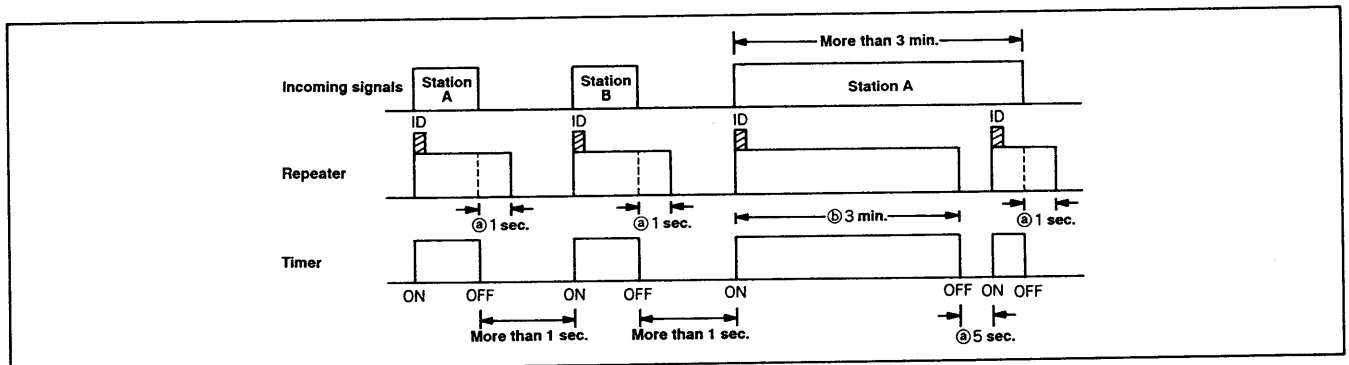 More than 3 min.
Incoming signals
Station A
Station B
Station A
ID
ID
ID
ID
Repeater
ⓐ 1 sec.
ⓐ 1 sec.
ⓑ 3 min.
ⓐ 1 sec.
Timer
ON
OFF
ON
OFF
ON
OFF
ON
OFF
More than 1 sec.
More than 1 sec.
ⓐ 5 sec.